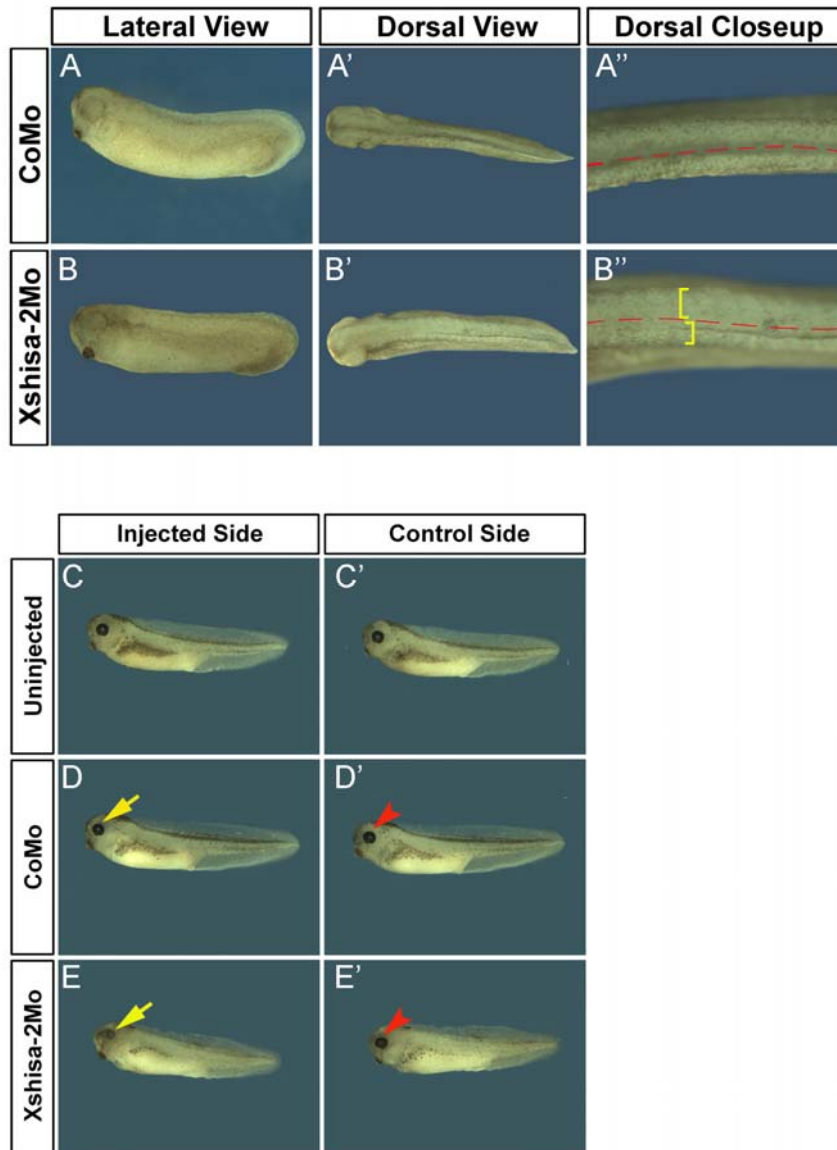 Lateral View
Dorsal View
Dorsal Closeup
CoMo
A
A'
A''
Xshisa-2Mo
B
B'
B''
Injected Side
Control Side
Uninjected
C
C'
CoMo
D
D'
Xshisa-2Mo
E
E'